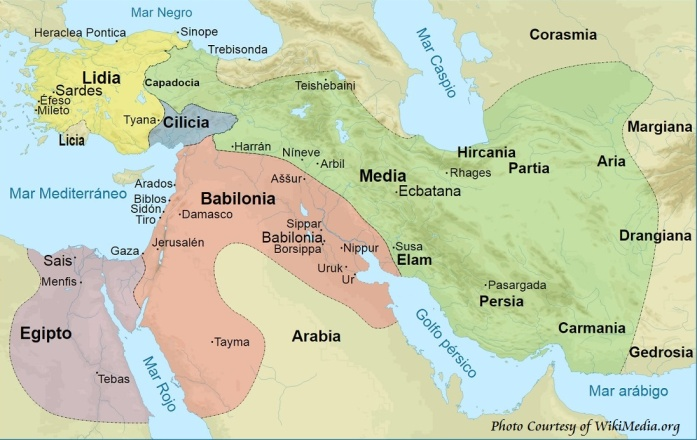 Mar Negro
Heraclea Pontica
Sinope
Trebisonda
Mar Caspio
Corasmia
Lidia
Capadocia
Sardes
Éfeso
Mileto
Teishebaini
Tyana
Cilicia
Licia
Harrán
Níneve
Arbil
Aššur
Media
Ecbatana
Hircania
Rhages
Partia
Margiana
Aria
Mar Mediterráneo
Arados
Biblos
Sidón
Tiro
Damasco
Babilonia
Sippar
Babilonia
Borsippa
Nippur
Susa
Elam
Drangiana
Gaza
Jerusalén
Uruk
Ur
Sais
Menfis
Pasargada
Persia
Carmania
Gedrosia
Egipto
Tebas
Mar Rojo
Tayma
Arabia
Golfo pérsico
Mar arábigo
Photo Courtesy of WikiMedia.org